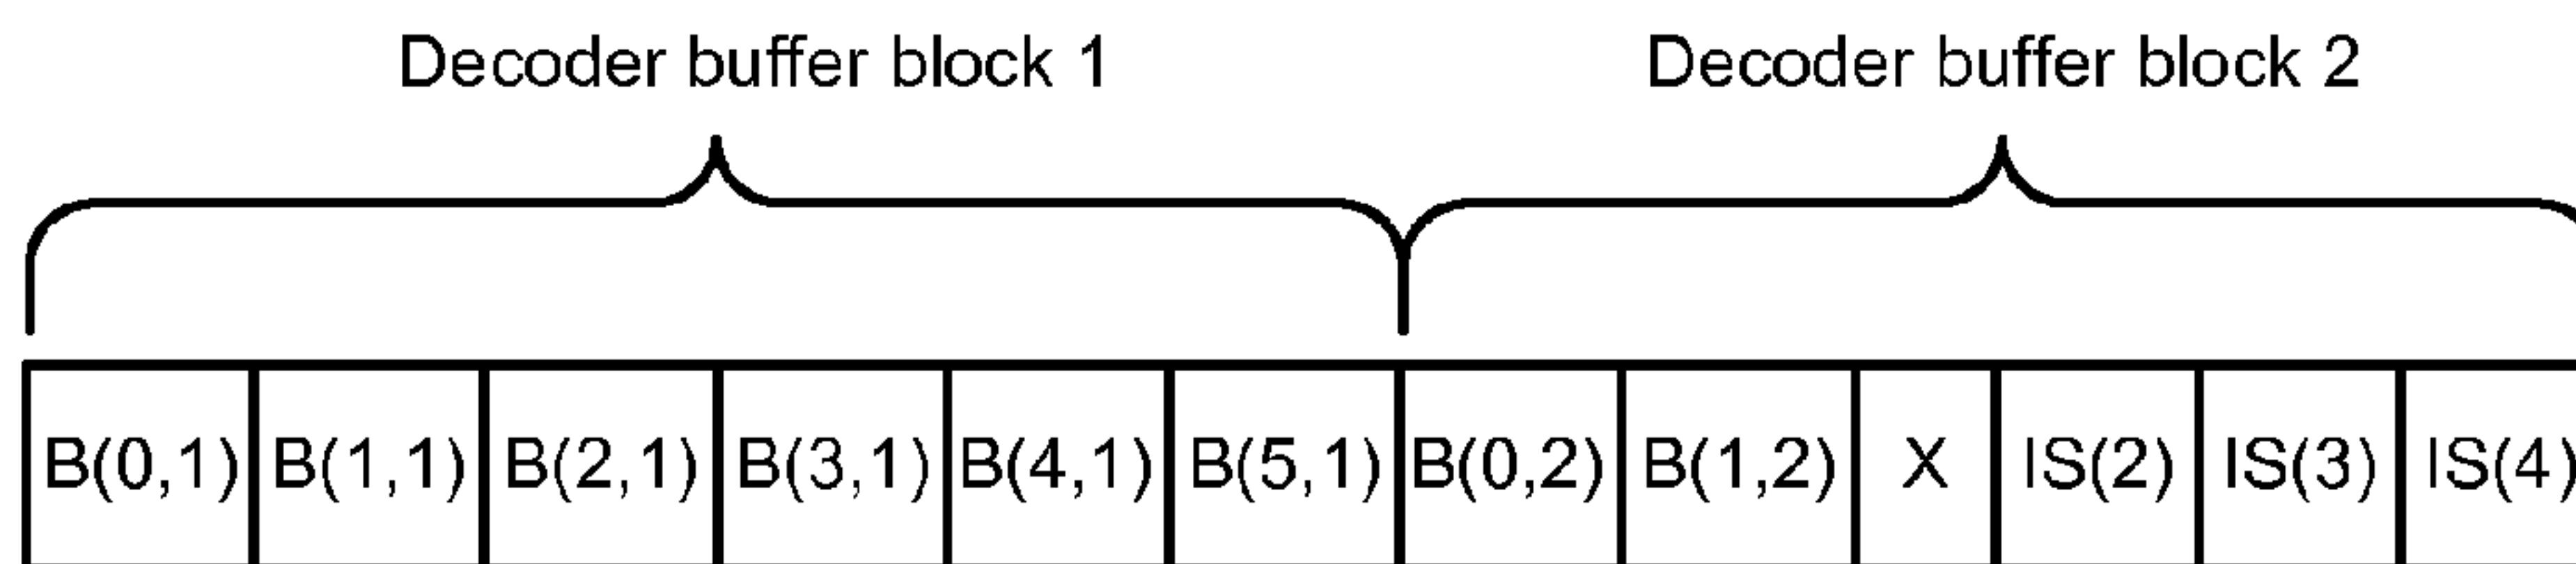 Decoder buffer block 1 Decoder buffer block 2
B(0,1) B(1,1) B(2,1) B(3,1) B(4,1) B(5,1) B(0,2) B(1,2) X IS(2) IS(3) IS(4)